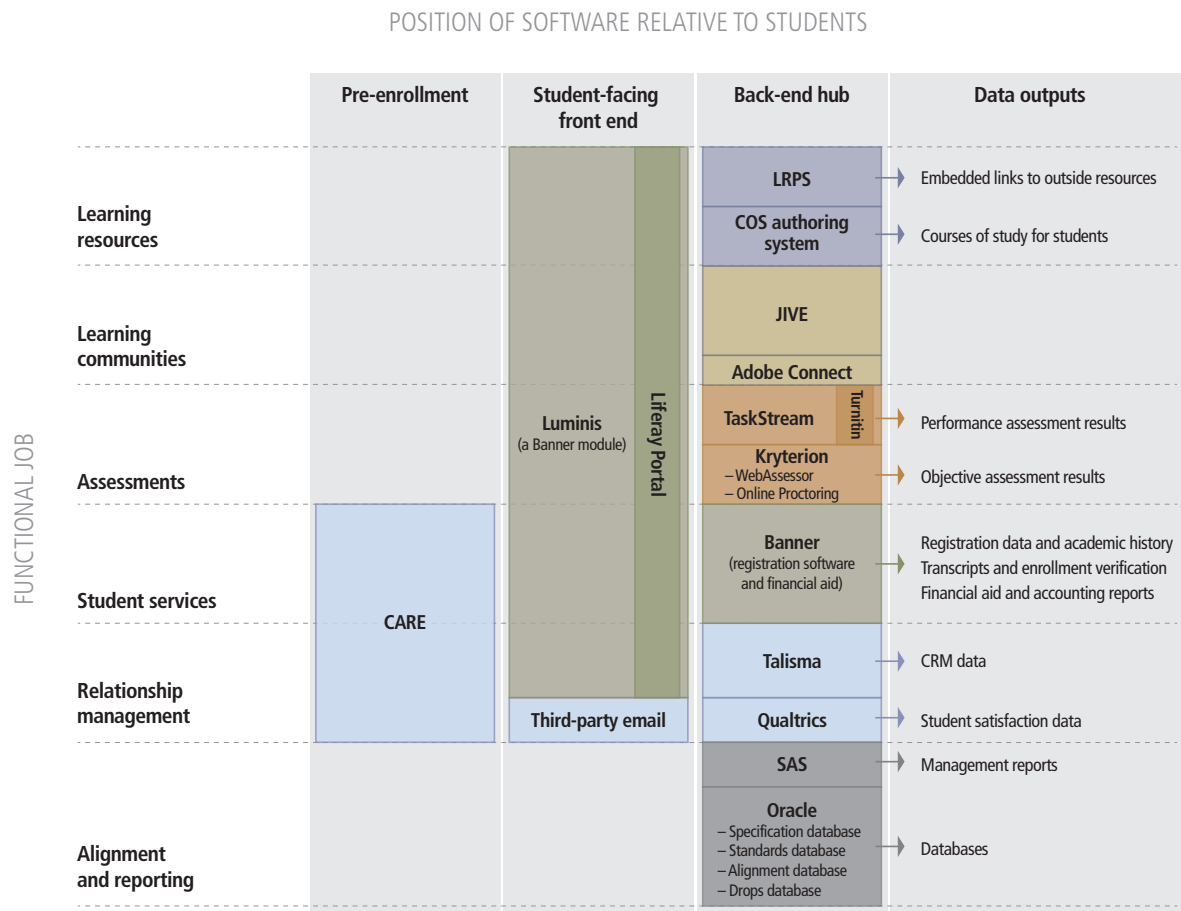 POSITION OF SOFTWARE RELATIVE TO STUDENTS
Pre-enrollment
Student-facing
front end
Back-end hub
Data outputs
FUNCTIONAL JOB
Learning
resources
LRPS
Embedded links to outside resources
COS authoring
system
Courses of study for students
Learning
communities
JIVE
Adobe Connect
Luminis
(a Banner module)
Liferay Portal
Assessments
TaskStream
Turnitin
Performance assessment results
Kryterion
– WebAssessor
– Online Proctoring
Objective assessment results
Student services
CARE
Banner
(registration software
and financial aid)
Registration data and academic history
Transcripts and enrollment verification
Financial aid and accounting reports
Relationship
management
Talisma
CRM data
Third-party email
Qualtrics
Student satisfaction data
Alignment
and reporting
SAS
Management reports
Oracle
– Specification database
– Standards database
– Alignment database
– Drops database
Databases